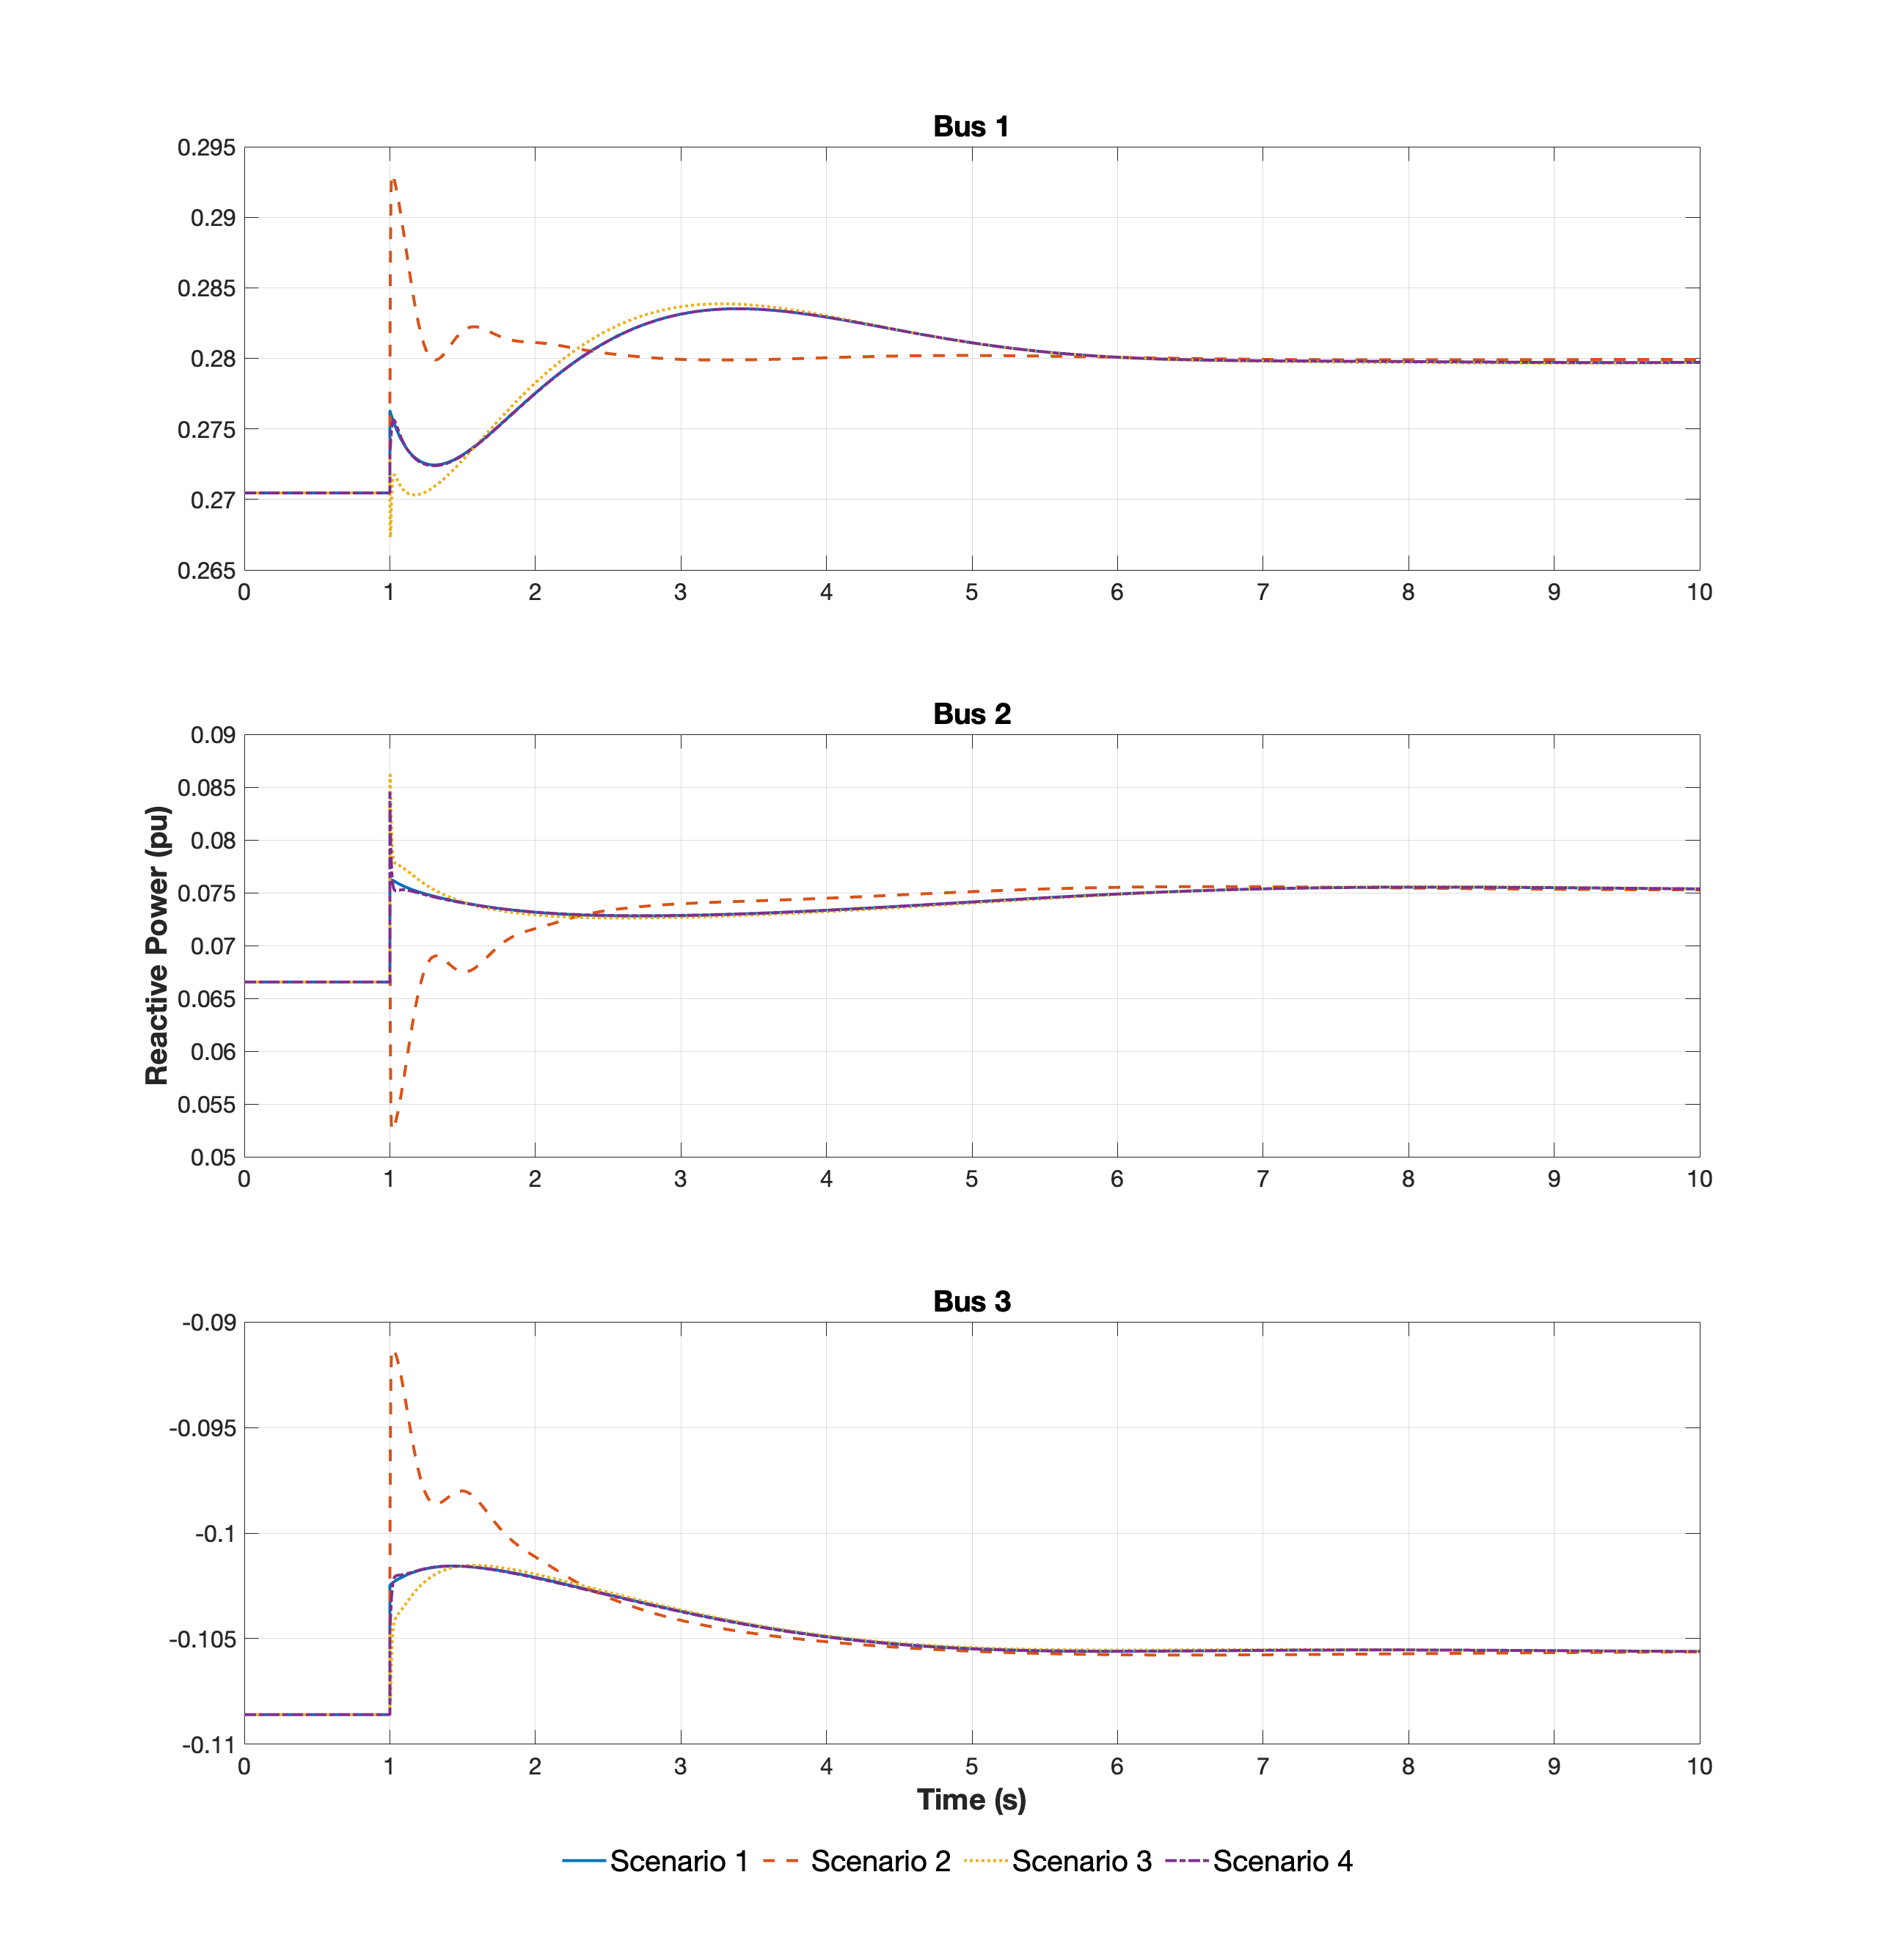 Bus 1
0.295
0.29
0.285
0.28
0.275
0.27
0.265
0 1 2 3 4 5 6 7 8 9 10
Bus 2
Reactive Power (pu)
0.09
0.085
0.08
0.075
0.07
0.065
0.06
0.055
0.05
0 1 2 3 4 5 6 7 8 9 10
Bus 3
-0.09
-0.095
-0.1
-0.105
-0.11
0 1 2 3 4 5 6 7 8 9 10
Time (s)
Scenario 1 Scenario 2 Scenario 3 Scenario 4